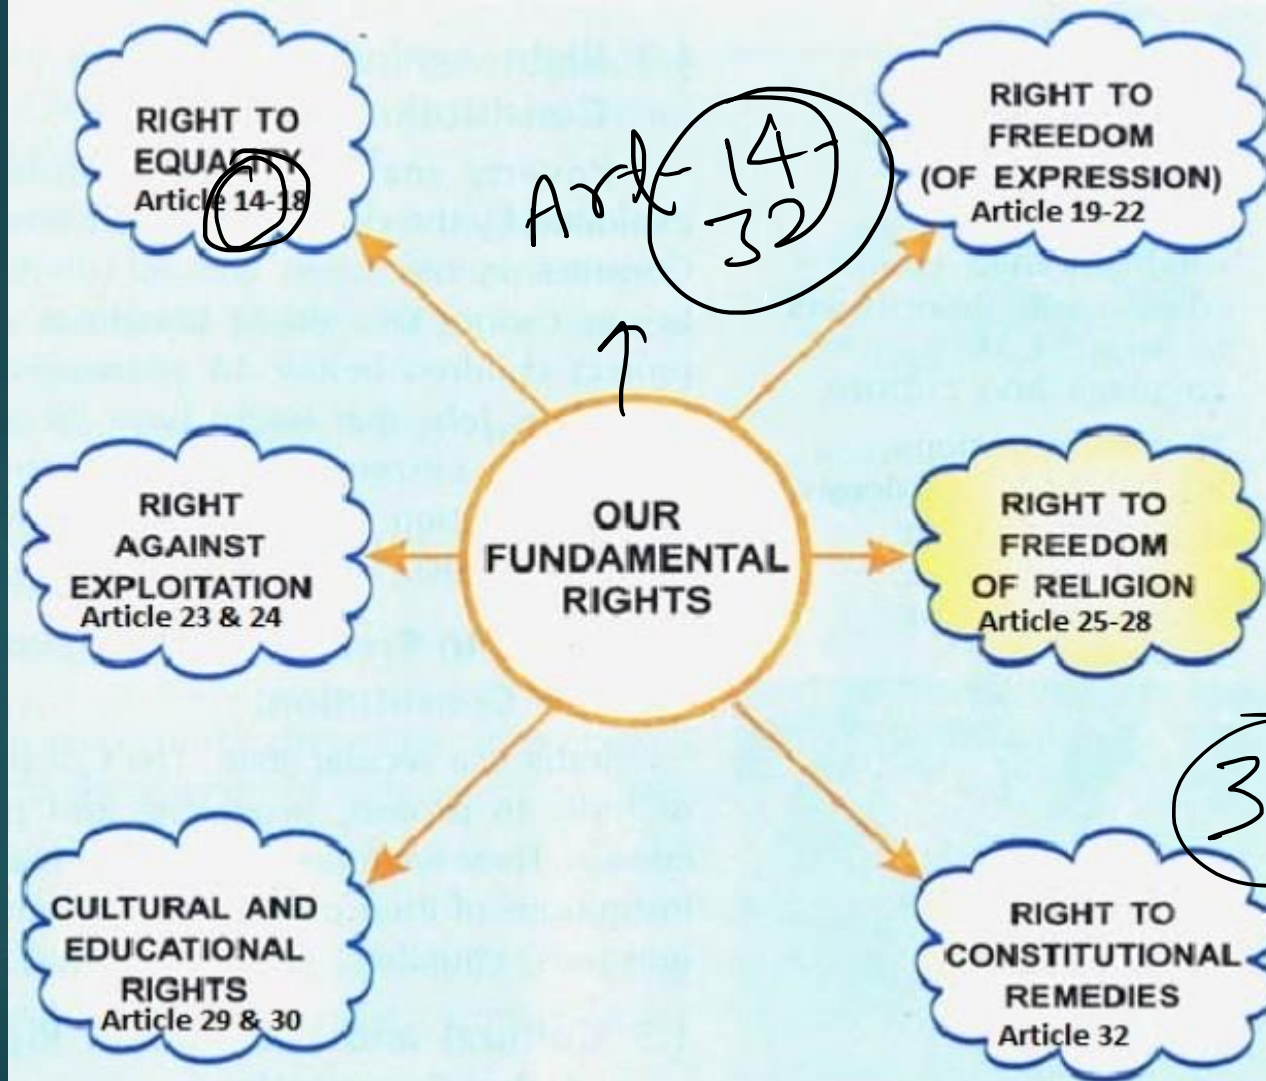 RIGHT TO
EQUALITY
Article 14-18
Art- 14-
32
RIGHT TO
FREEDOM
(OF EXPRESSION)
Article 19-22
RIGHT
AGAINST
EXPLOITATION
Article 23 & 24
OUR
FUNDAMENTAL
RIGHTS
RIGHT TO
FREEDOM
OF RELIGION
Article 25-28
CULTURAL AND
EDUCATIONAL
RIGHTS
Article 29 & 30
3
RIGHT TO
CONSTITUTIONAL
REMEDIES
Article 32